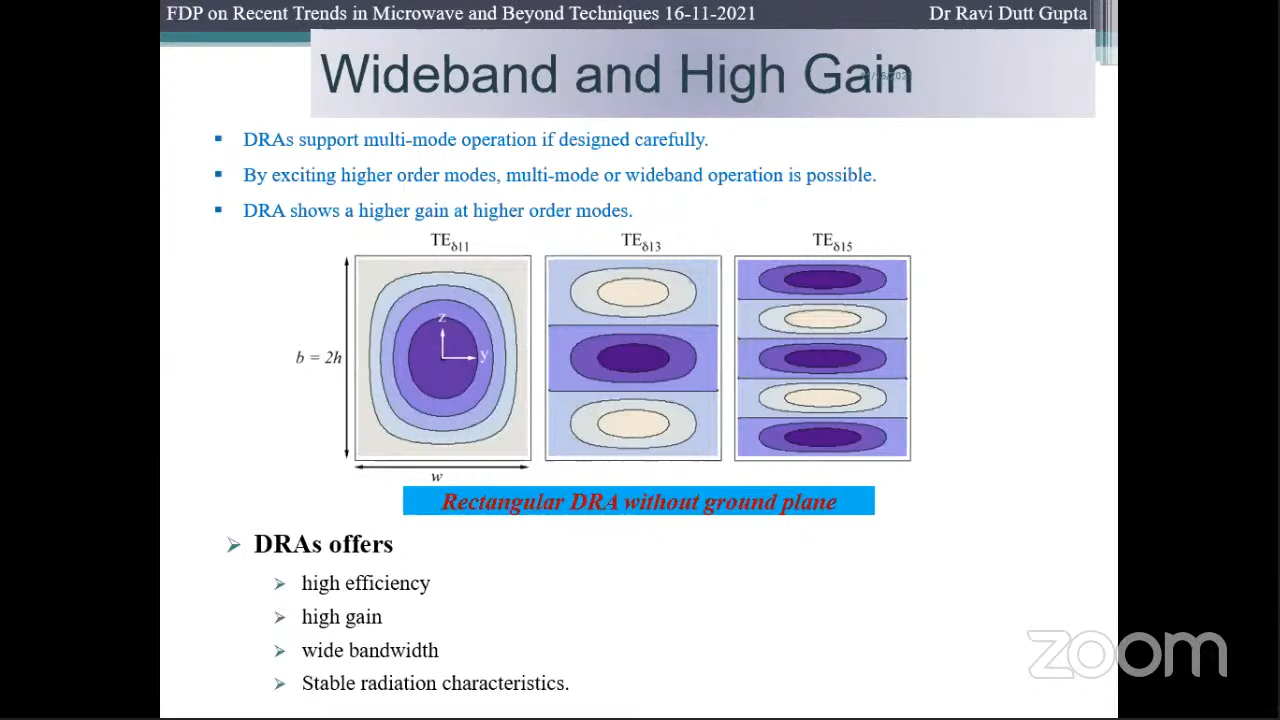 FDP on Recent Trends in Microwave and Beyond Techniques 16-11-2021 Dr Ravi Dutt Gupta
Wideband and High Gain
DRAs support multi-mode operation if designed carefully.
By exciting higher order modes, multi-mode or wideband operation is possible.
DRA shows a higher gain at higher order modes.
TEδ11 TEδ13 TEδ15
z
y
b = 2h
w
Rectangular DRA without ground plane
DRAs offers
high efficiency
high gain
wide bandwidth
Stable radiation characteristics.
zoom